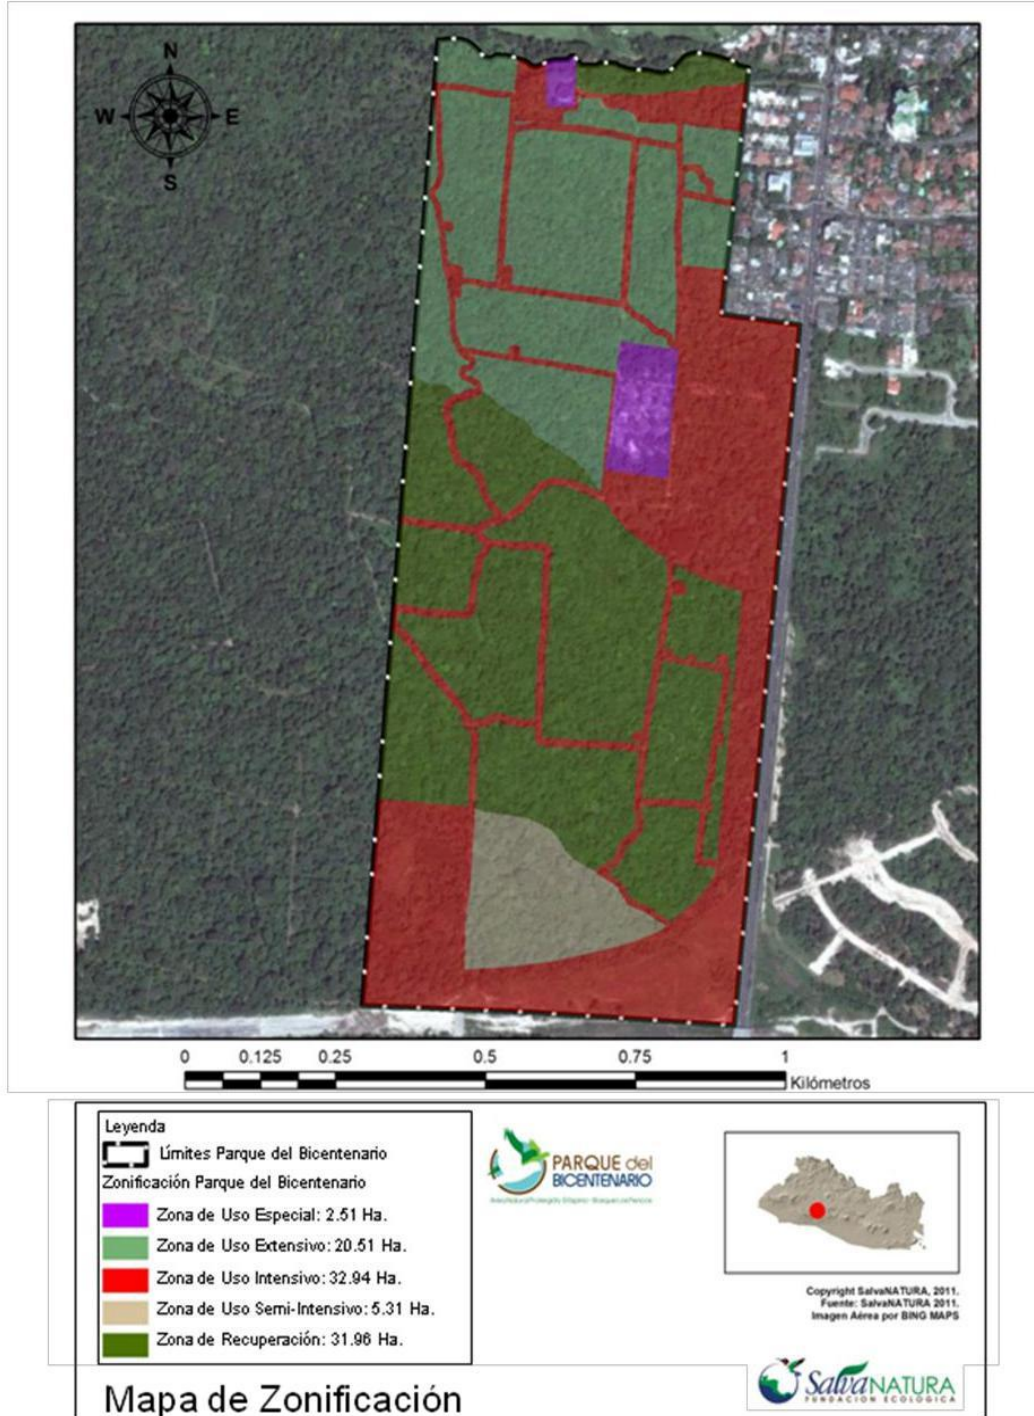 N
W E
S
0 0.125 0.25 0.5 0.75 1
Kilómetros
Leyenda
Límites Parque del Bicentenario
Zonificación Parque del Bicentenario
Zona de Uso Especial: 2.51 Ha.
Zona de Uso Extensivo: 20.51 Ha.
Zona de Uso Intensivo: 32.94 Ha.
Zona de Uso Semi-Intensivo: 5.31 Ha.
Zona de Recuperación: 31.96 Ha.
PARQUE del
BICENTENARIO
Copyright SalvaNATURA, 2011.
Fuente: SalvaNATURA 2011.
Imagen Aérea por BING MAPS
SalvaNATURA
FUNDACIÓN ECOLÓGICA
Mapa de Zonificación